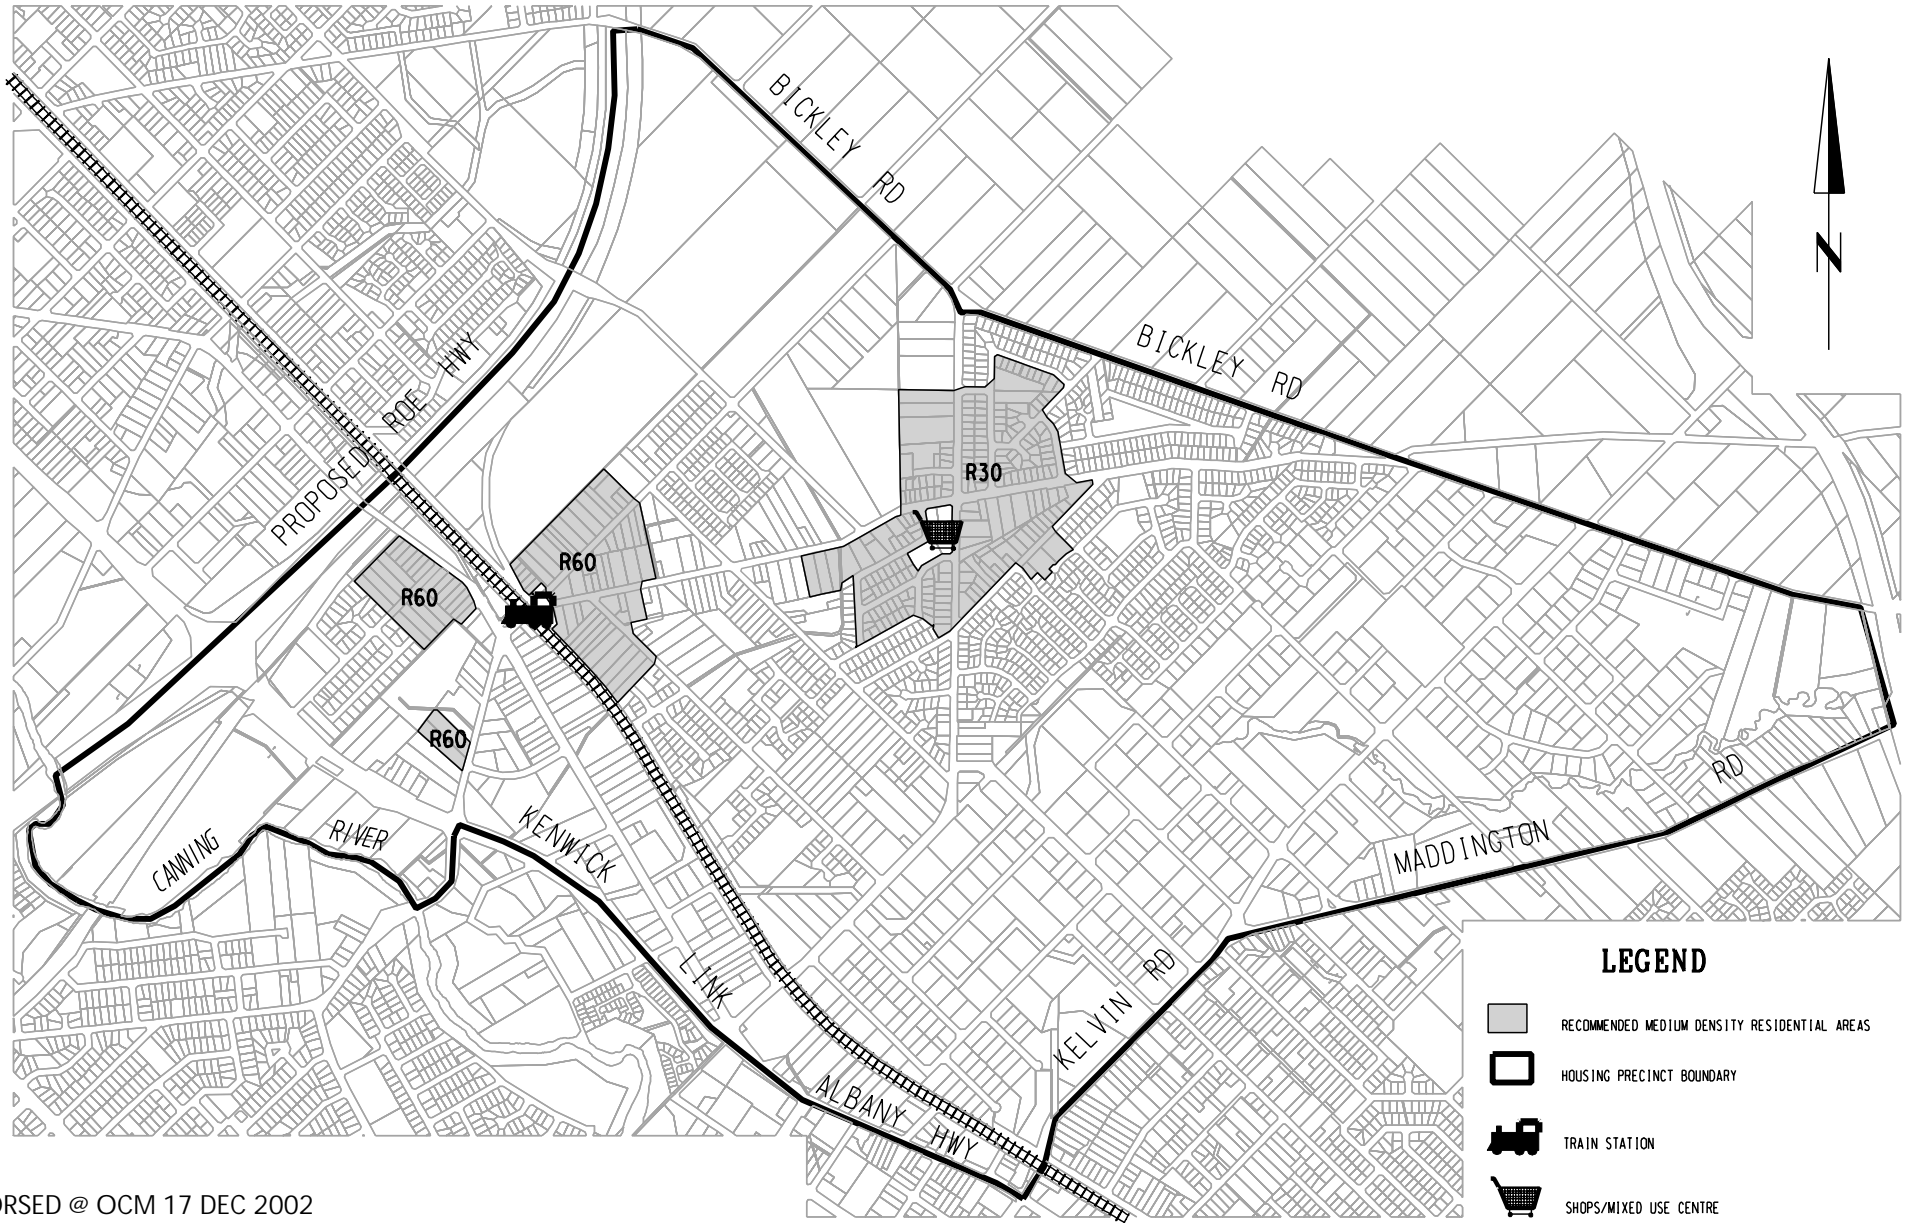 BICKLEY RD
BICKLEY RD
N
PROPOSED ROE HWY
R30
R60
R60
R60
CANNING RIVER
KENWICK LINK
ALBANY HWY
KELVIN RD
MADDINGTON RD
LEGEND
RECOMMENDED MEDIUM DENSITY RESIDENTIAL AREAS
HOUSING PRECINCT BOUNDARY
TRAIN STATION
SHOPS/MIXED USE CENTRE
ORSED @ OCM 17 DEC 2002